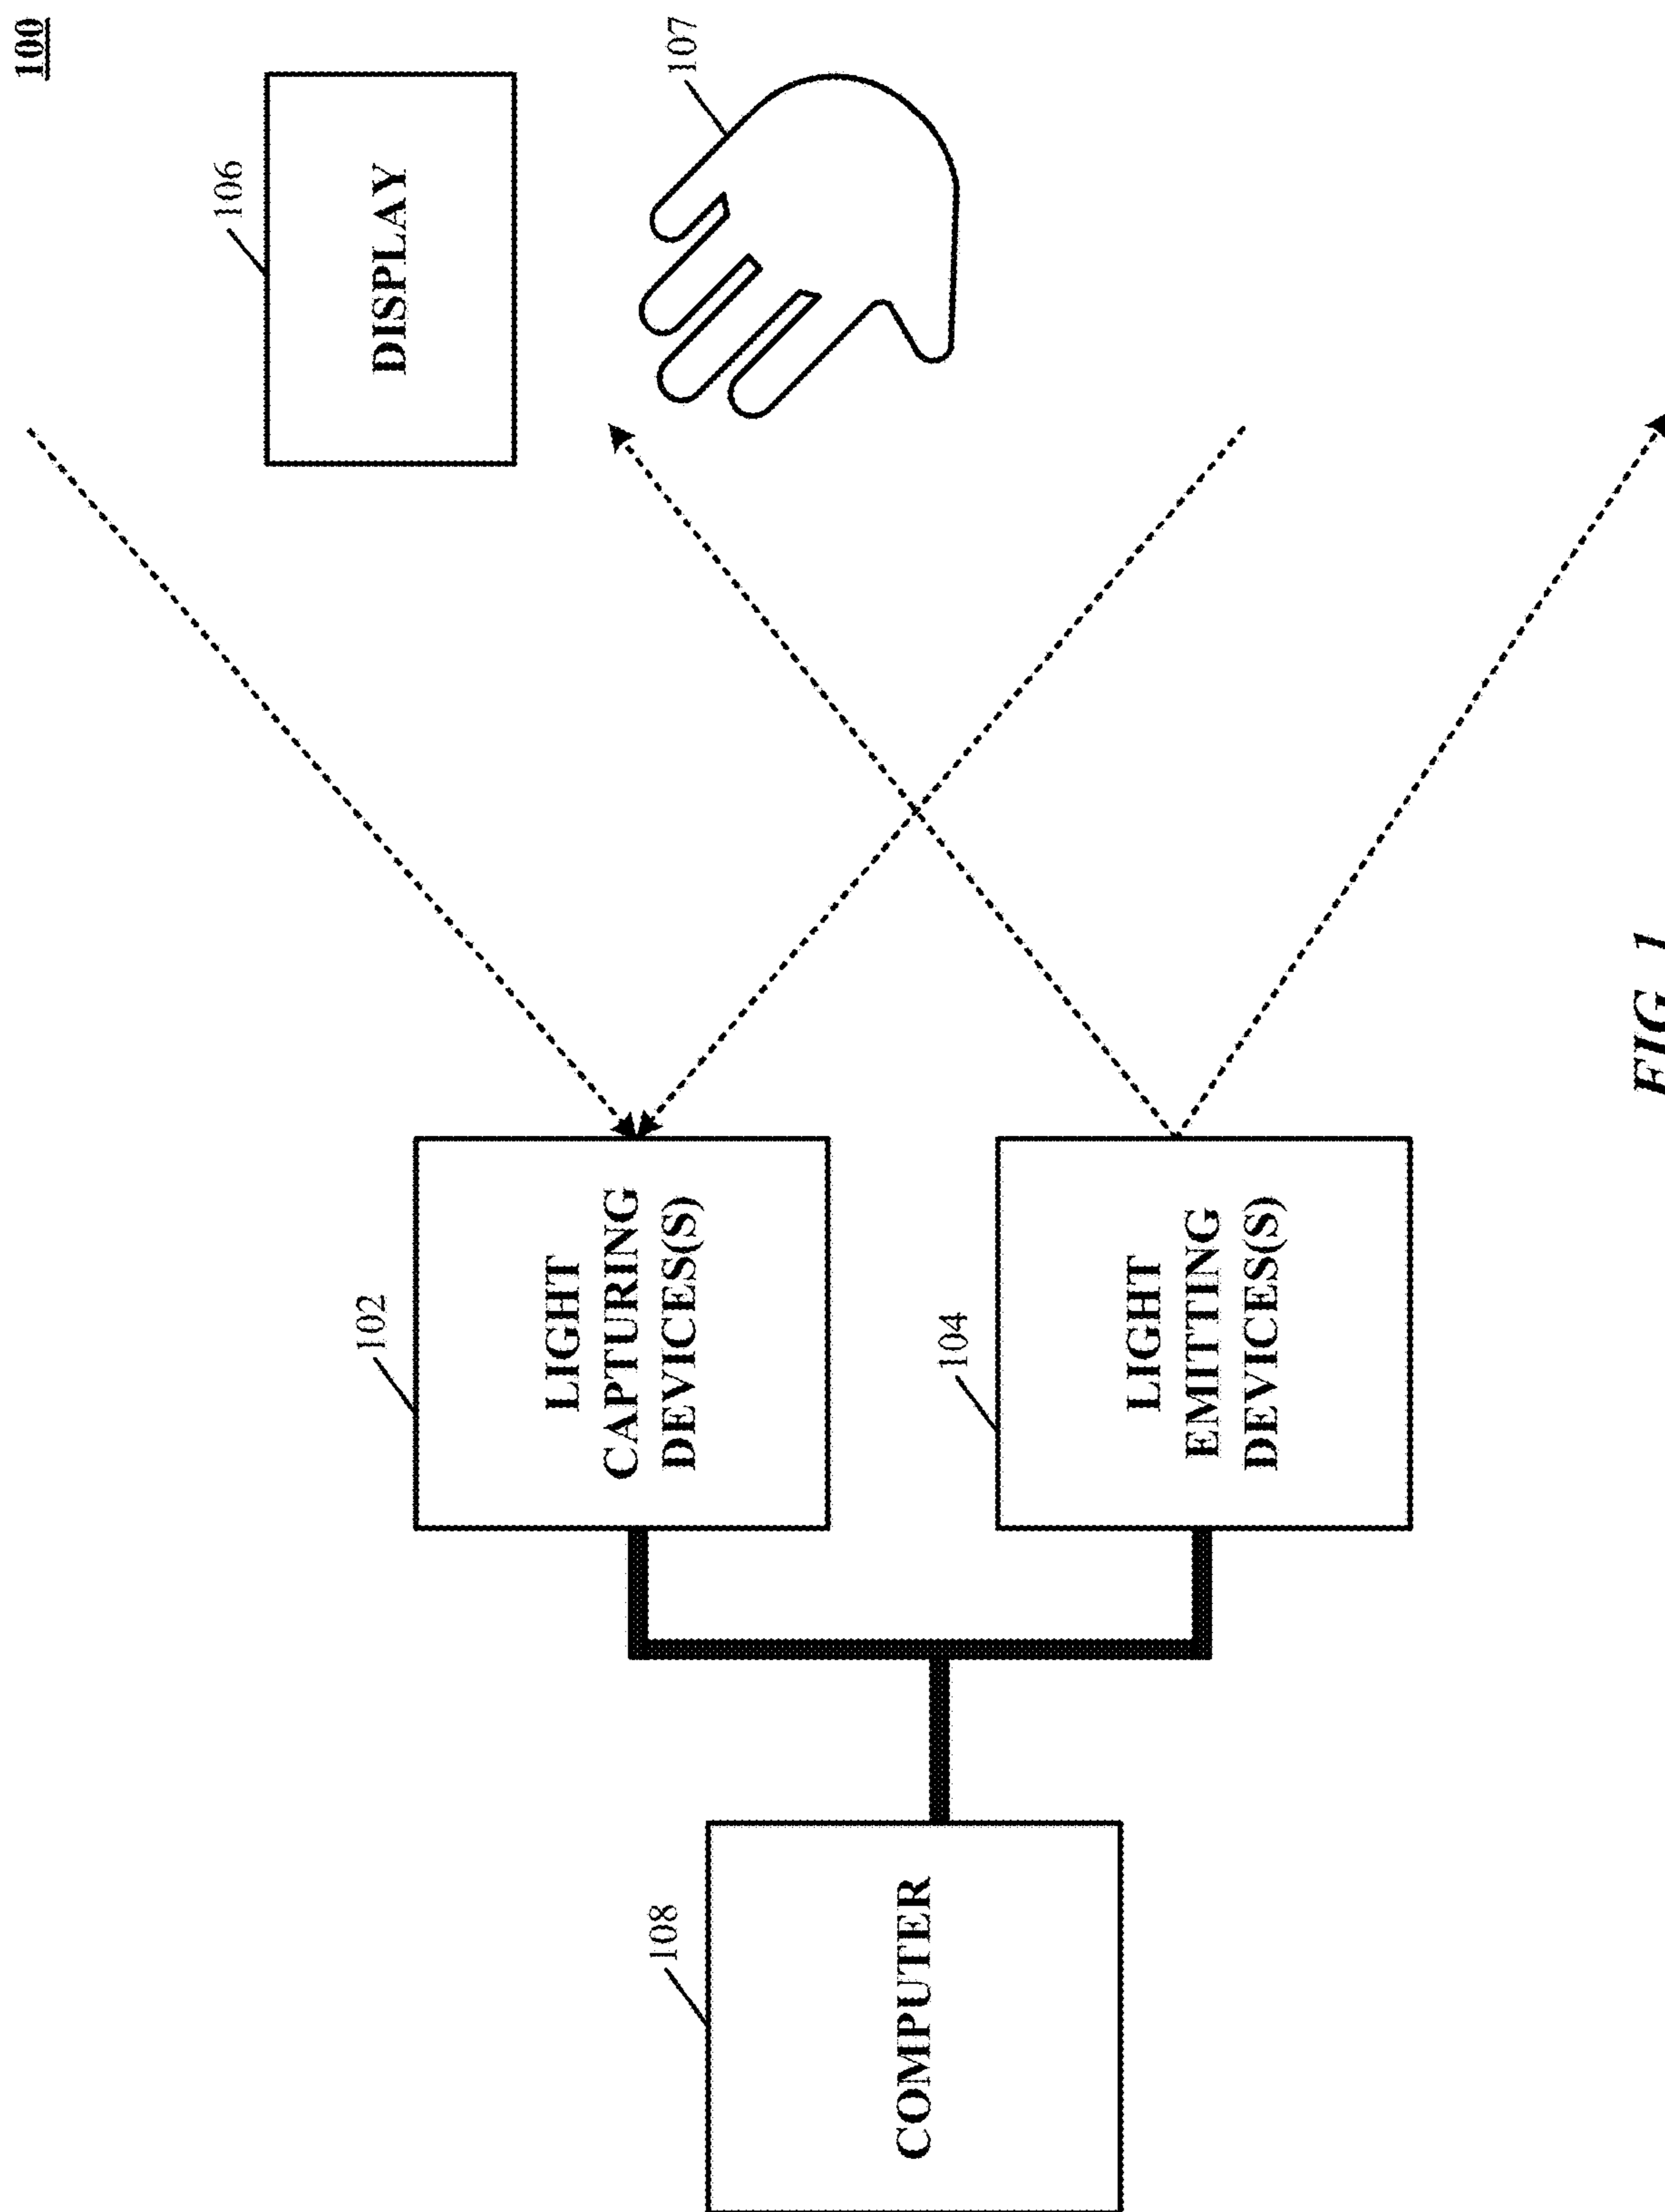 100
106
DISPLAY
107
102
LIGHT
CAPTURING
DEVICES(S)
104
LIGHT
EMITTING
DEVICES(S)
108
COMPUTER
FIG. 1